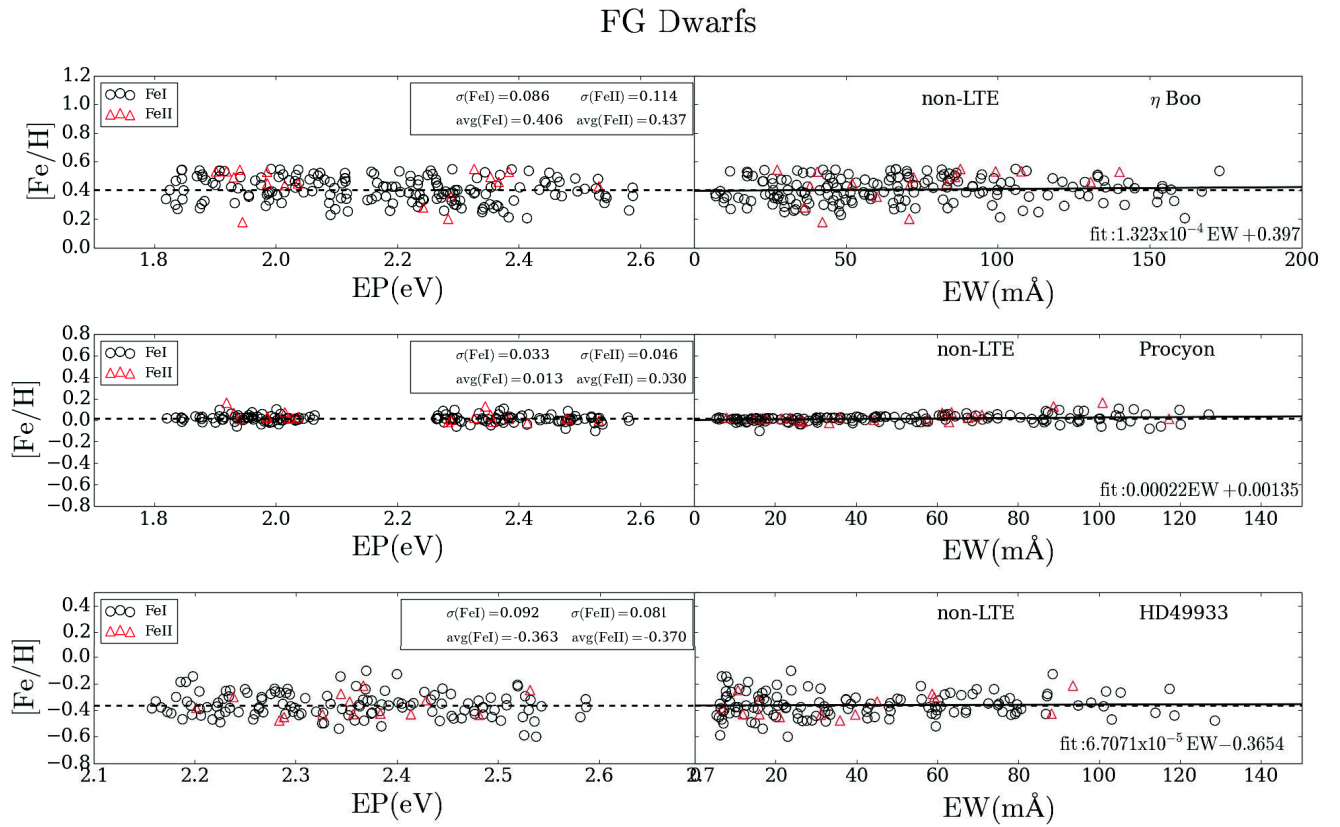 FG Dwarfs
[Fe/H]
1.2
1.0
0.8
0.6
0.4
0.2
0.0
FeI
FeII
σ(FeI)=0.086 σ(FeII)=0.114
avg(FeI)=0.406 avg(FeII)=0.437
non-LTE η Boo
fit:1.323x10⁻⁴EW+0.397
1.8 2.0 2.2 2.4 2.6
0 50 100 150 200
EP(eV) EW(mÅ)
[Fe/H]
0.8
0.6
0.4
0.2
0.0
−0.2
−0.4
−0.6
−0.8
FeI
FeII
σ(FeI)=0.033 σ(FeII)=0.046
avg(FeI)=0.013 avg(FeII)=0.030
non-LTE Procyon
fit:0.00022EW+0.00135
1.8 2.0 2.2 2.4 2.6
0 20 40 60 80 100 120 140
EP(eV) EW(mÅ)
[Fe/H]
0.4
0.2
0.0
−0.2
−0.4
−0.6
−0.8
FeI
FeII
σ(FeI)=0.092 σ(FeII)=0.081
avg(FeI)=-0.363 avg(FeII)=-0.370
non-LTE HD49933
fit:6.7071x10⁻⁵EW−0.3654
2.1 2.2 2.3 2.4 2.5 2.6 2.7
0 20 40 60 80 100 120 140
EP(eV) EW(mÅ)